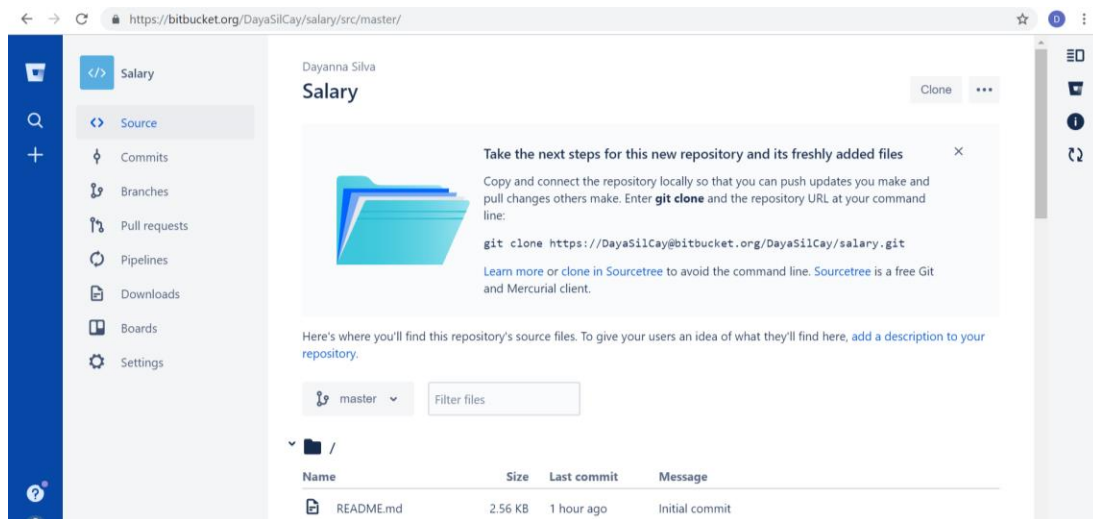 https://bitbucket.org/DayaSilCay/salary/src/master/
D
</> Salary
Source
Commits
Branches
Pull requests
Pipelines
Downloads
Boards
Settings
Dayanna Silva
Salary
Clone
Take the next steps for this new repository and its freshly added files
Copy and connect the repository locally so that you can push updates you make and
pull changes others make. Enter git clone and the repository URL at your command
line:
git clone https://DayaSilCay@bitbucket.org/DayaSilCay/salary.git
Learn more or clone in Sourcetree to avoid the command line. Sourcetree is a free Git
and Mercurial client.
Here's where you'll find this repository's source files. To give your users an idea of what they'll find here, add a description to your
repository.
master Filter files
/
Name Size Last commit Message
README.md 2.56 KB 1 hour ago Initial commit